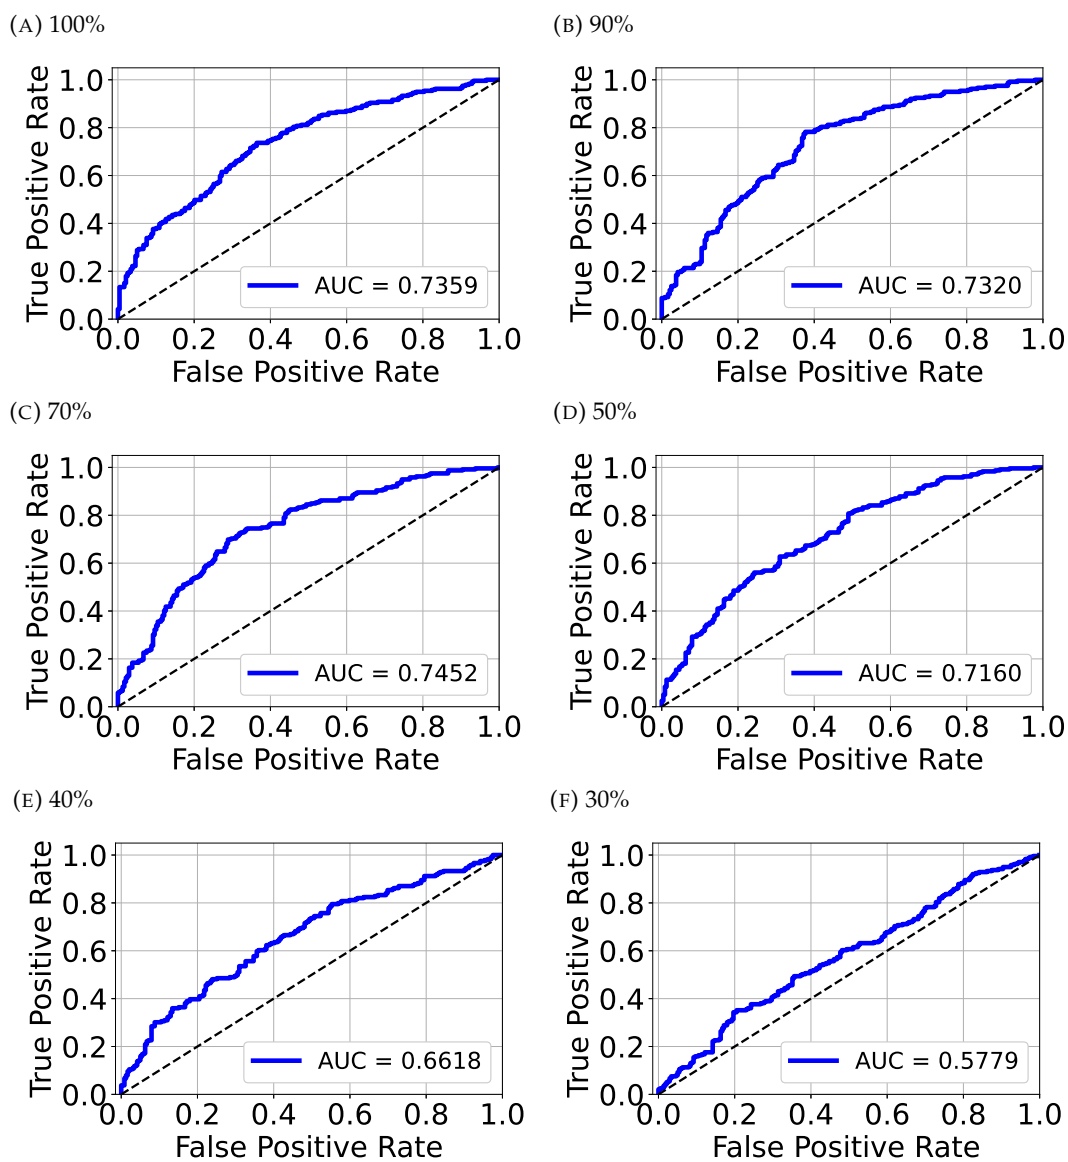 (A) 100%
True Positive Rate
1.0
0.8
0.6
0.4
0.2
0.0
AUC = 0.7359
0.0 0.2 0.4 0.6 0.8 1.0
False Positive Rate
(B) 90%
True Positive Rate
1.0
0.8
0.6
0.4
0.2
0.0
AUC = 0.7320
0.0 0.2 0.4 0.6 0.8 1.0
False Positive Rate
(C) 70%
True Positive Rate
1.0
0.8
0.6
0.4
0.2
0.0
AUC = 0.7452
0.0 0.2 0.4 0.6 0.8 1.0
False Positive Rate
(D) 50%
True Positive Rate
1.0
0.8
0.6
0.4
0.2
0.0
AUC = 0.7160
0.0 0.2 0.4 0.6 0.8 1.0
False Positive Rate
(E) 40%
True Positive Rate
1.0
0.8
0.6
0.4
0.2
0.0
AUC = 0.6618
0.0 0.2 0.4 0.6 0.8 1.0
False Positive Rate
(F) 30%
True Positive Rate
1.0
0.8
0.6
0.4
0.2
0.0
AUC = 0.5779
0.0 0.2 0.4 0.6 0.8 1.0
False Positive Rate